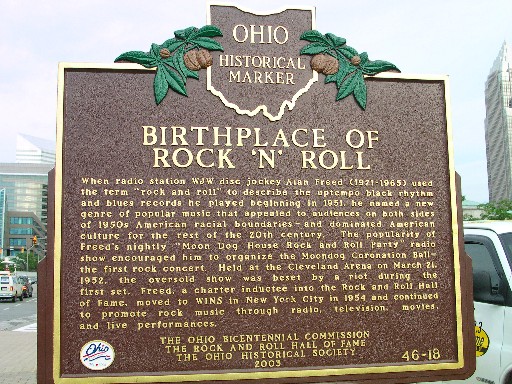 OHIO
HISTORICAL
MARKER
BIRTHPLACE OF
ROCK 'N' ROLL
When radio station WJW disc jockey Alan Freed (1921-1965) used
the term "rock and roll" to describe the uptempo black rhythm
and blues records he played beginning in 1951, he named a new
genre of popular music that appealed to audiences on both sides
of 1950s American racial boundaries-and dominated American
culture for the rest of the 20th century. The popularity of
Freed's nightly "Moon Dog House Rock and Roll Party" radio
show encouraged him to organize the Moondog Coronation Ball-
the first rock concert. Held at the Cleveland Arena on March 21,
1952, the oversold show was beset by a riot during the
first set. Freed, a charter inductee into the Rock and Roll Hall
of Fame, moved to WINS in New York City in 1954 and continued
to promote rock music through radio, television, movies,
and live performances.
THE OHIO BICENTENNIAL COMMISSION
THE ROCK AND ROLL HALL OF FAME
THE OHIO HISTORICAL SOCIETY
2003
46-18
Ohio